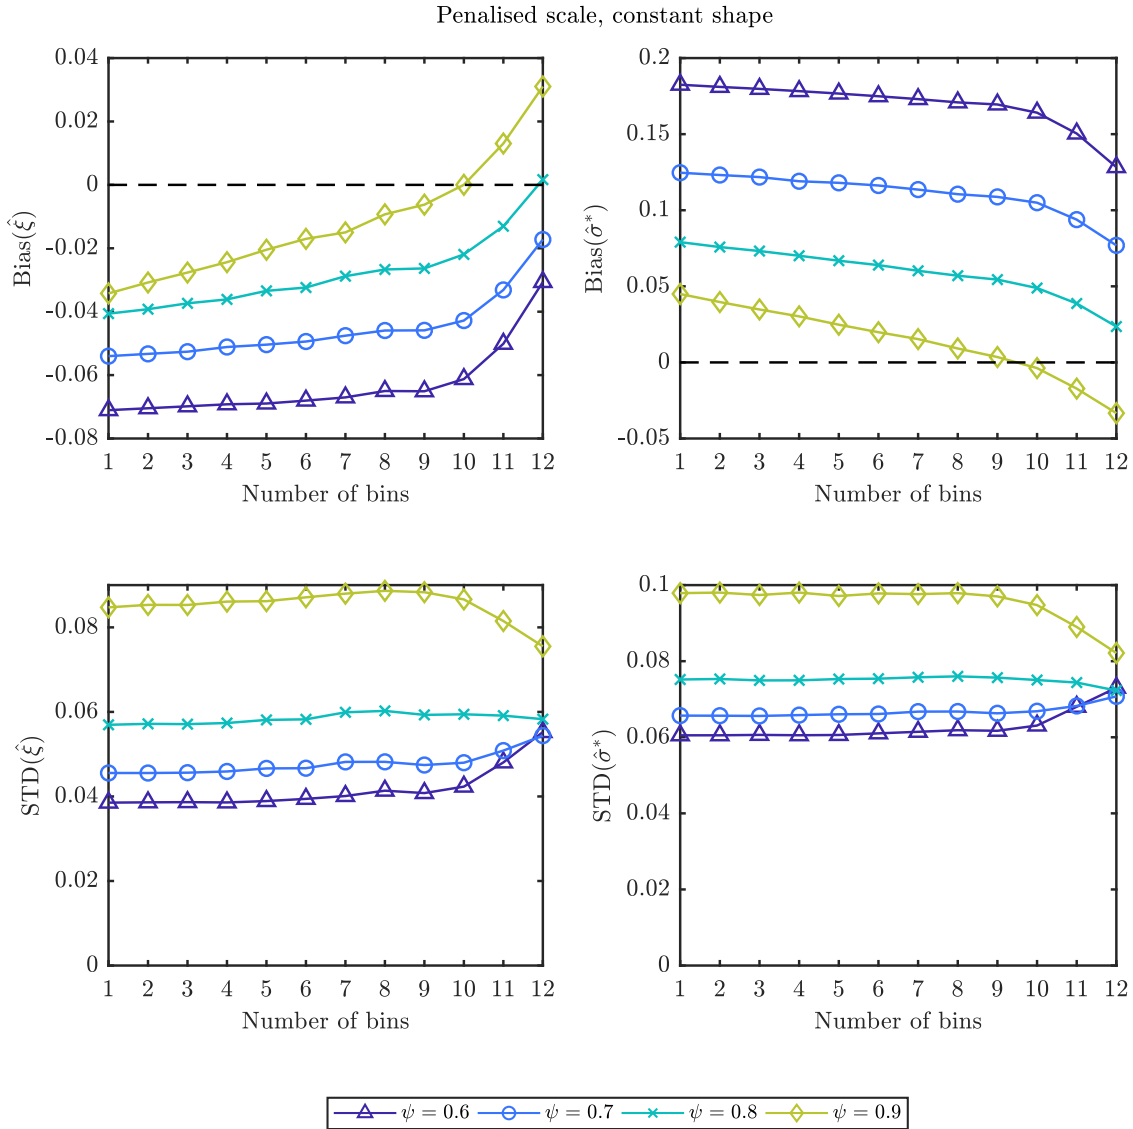 Penalised scale, constant shape
0.04
0.02
0
-0.02
-0.04
-0.06
-0.08
Bias(ξ̂)
1 2 3 4 5 6 7 8 9 10 11 12
Number of bins
0.2
0.15
0.1
0.05
0
-0.05
Bias(σ̂*)
1 2 3 4 5 6 7 8 9 10 11 12
Number of bins
0.08
0.06
0.04
0.02
0
STD(ξ̂)
1 2 3 4 5 6 7 8 9 10 11 12
Number of bins
0.1
0.08
0.06
0.04
0.02
0
STD(σ̂*)
1 2 3 4 5 6 7 8 9 10 11 12
Number of bins
ψ = 0.6 ψ = 0.7 ψ = 0.8 ψ = 0.9